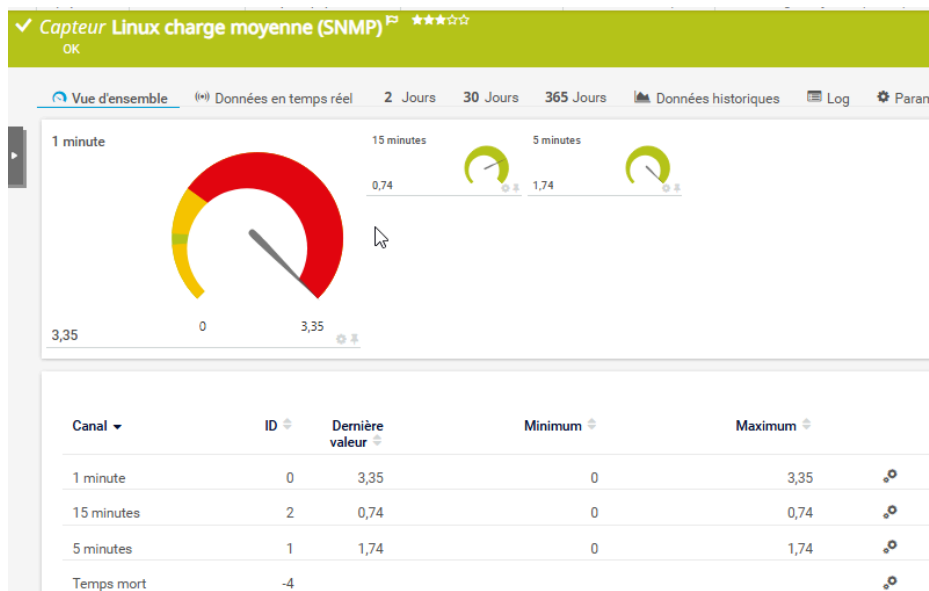 Capteur Linux charge moyenne (SNMP)
OK
Vue d'ensemble Données en temps réel 2 Jours 30 Jours 365 Jours Données historiques Log Param
1 minute 15 minutes 5 minutes
0,74 1,74
0 3,35
3,35
Canal ID Dernière valeur Minimum Maximum
1 minute 0 3,35 0 3,35
15 minutes 2 0,74 0 0,74
5 minutes 1 1,74 0 1,74
Temps mort -4